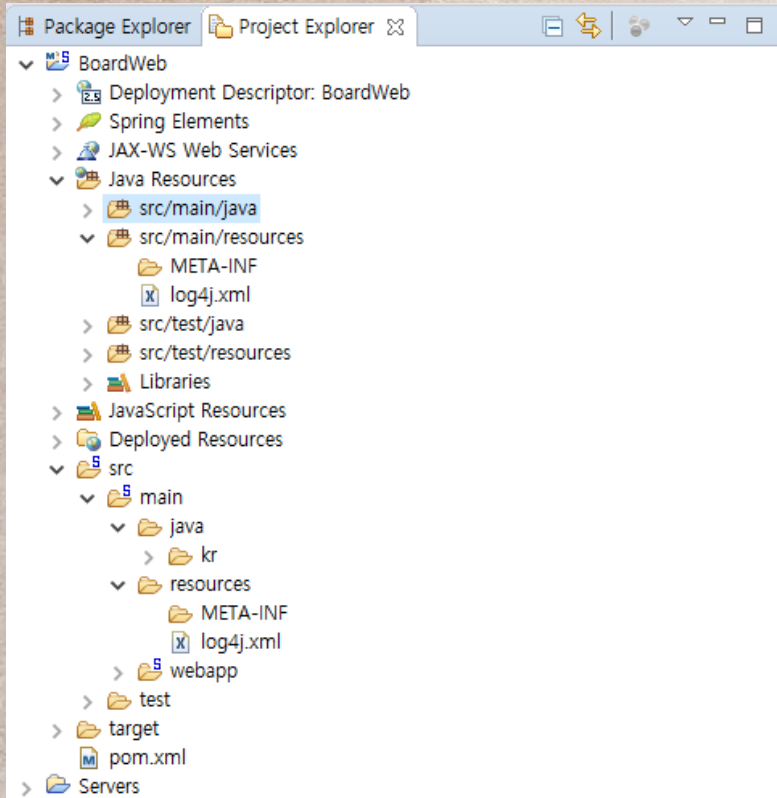 Package Explorer Project Explorer
BoardWeb
2.5 Deployment Descriptor: BoardWeb
Spring Elements
JAX-WS Web Services
Java Resources
src/main/java
src/main/resources
META-INF
X log4j.xml
src/test/java
src/test/resources
Libraries
JavaScript Resources
Deployed Resources
S src
S main
java
kr
resources
META-INF
X log4j.xml
S webapp
test
target
M pom.xml
Servers